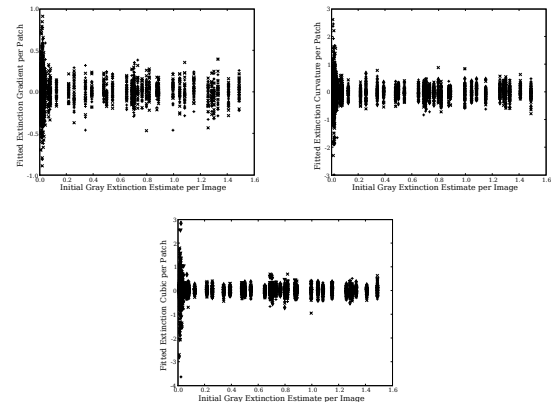 1.0
0.5
0.0
-0.5
-1.0
0.0 0.2 0.4 0.6 0.8 1.0 1.2 1.4 1.6
Initial Gray Extinction Estimate per Image
Fitted Extinction Gradient per Patch
3
2
1
0
-1
-2
-3
0.0 0.2 0.4 0.6 0.8 1.0 1.2 1.4 1.6
Initial Gray Extinction Estimate per Image
Fitted Extinction Curvature per Patch
3
2
1
0
-1
-2
-3
-4
0.0 0.2 0.4 0.6 0.8 1.0 1.2 1.4 1.6
Initial Gray Extinction Estimate per Image
Fitted Extinction Cubic per Patch